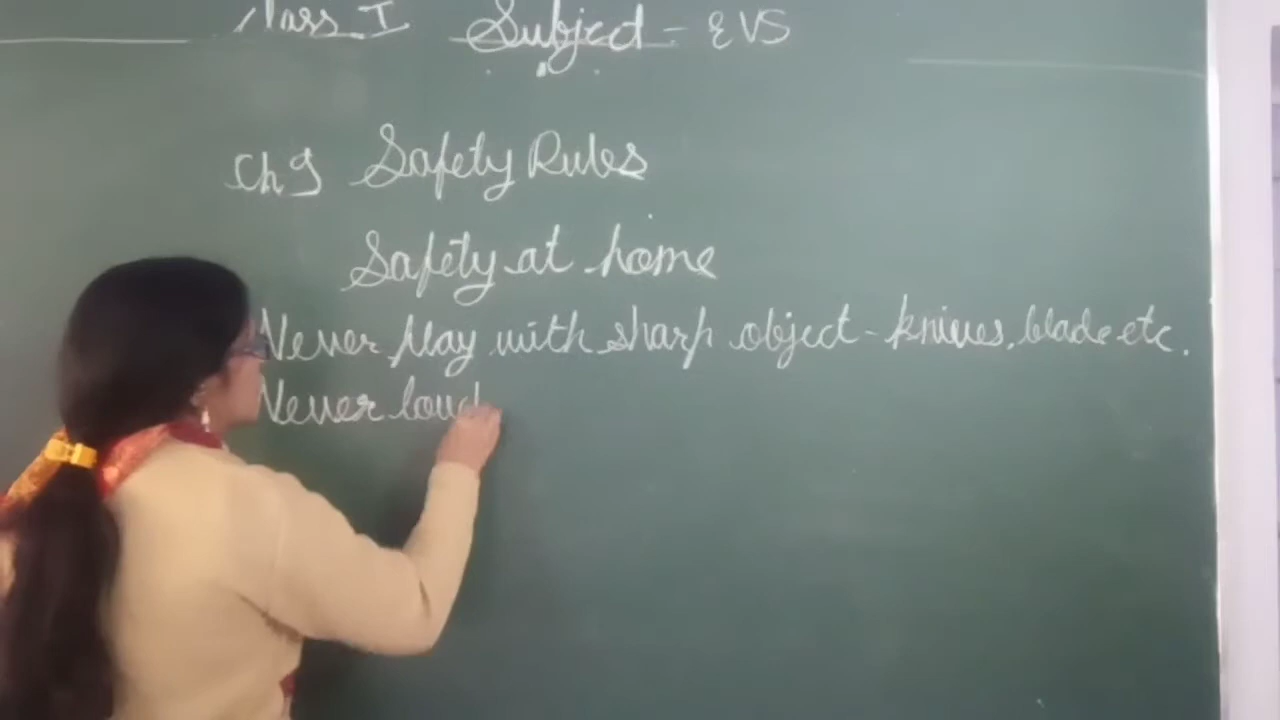 Class I Subject - EVS
Ch 9 Safety Rules
Safety at home
Never play with sharp object - knives, blade etc.
Never touc